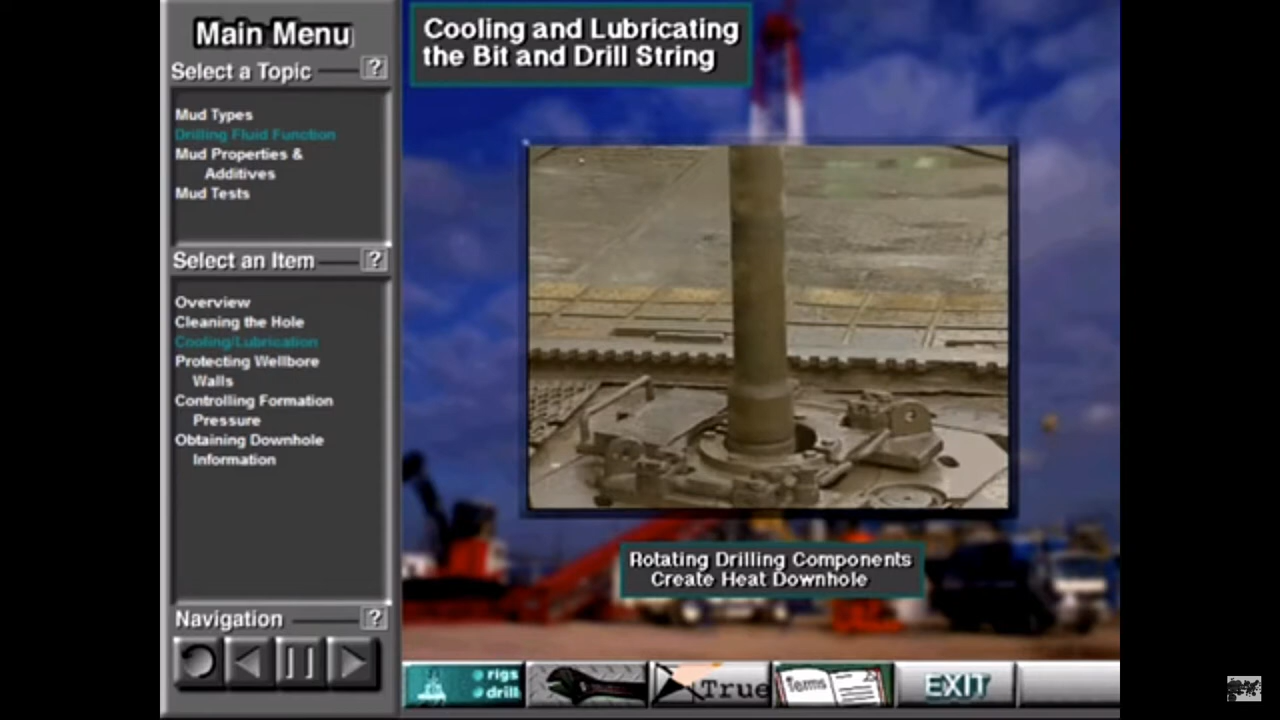 Main Menu
Select a Topic
?
Mud Types
Drilling Fluid Function
Mud Properties &
Additives
Mud Tests
Select an Item
?
Overview
Cleaning the Hole
Cooling/Lubrication
Protecting Wellbore
Walls
Controlling Formation
Pressure
Obtaining Downhole
Information
Navigation
?
Cooling and Lubricating
the Bit and Drill String
Rotating Drilling Components
Create Heat Downhole
rigs
drill
True
Terms
EXIT